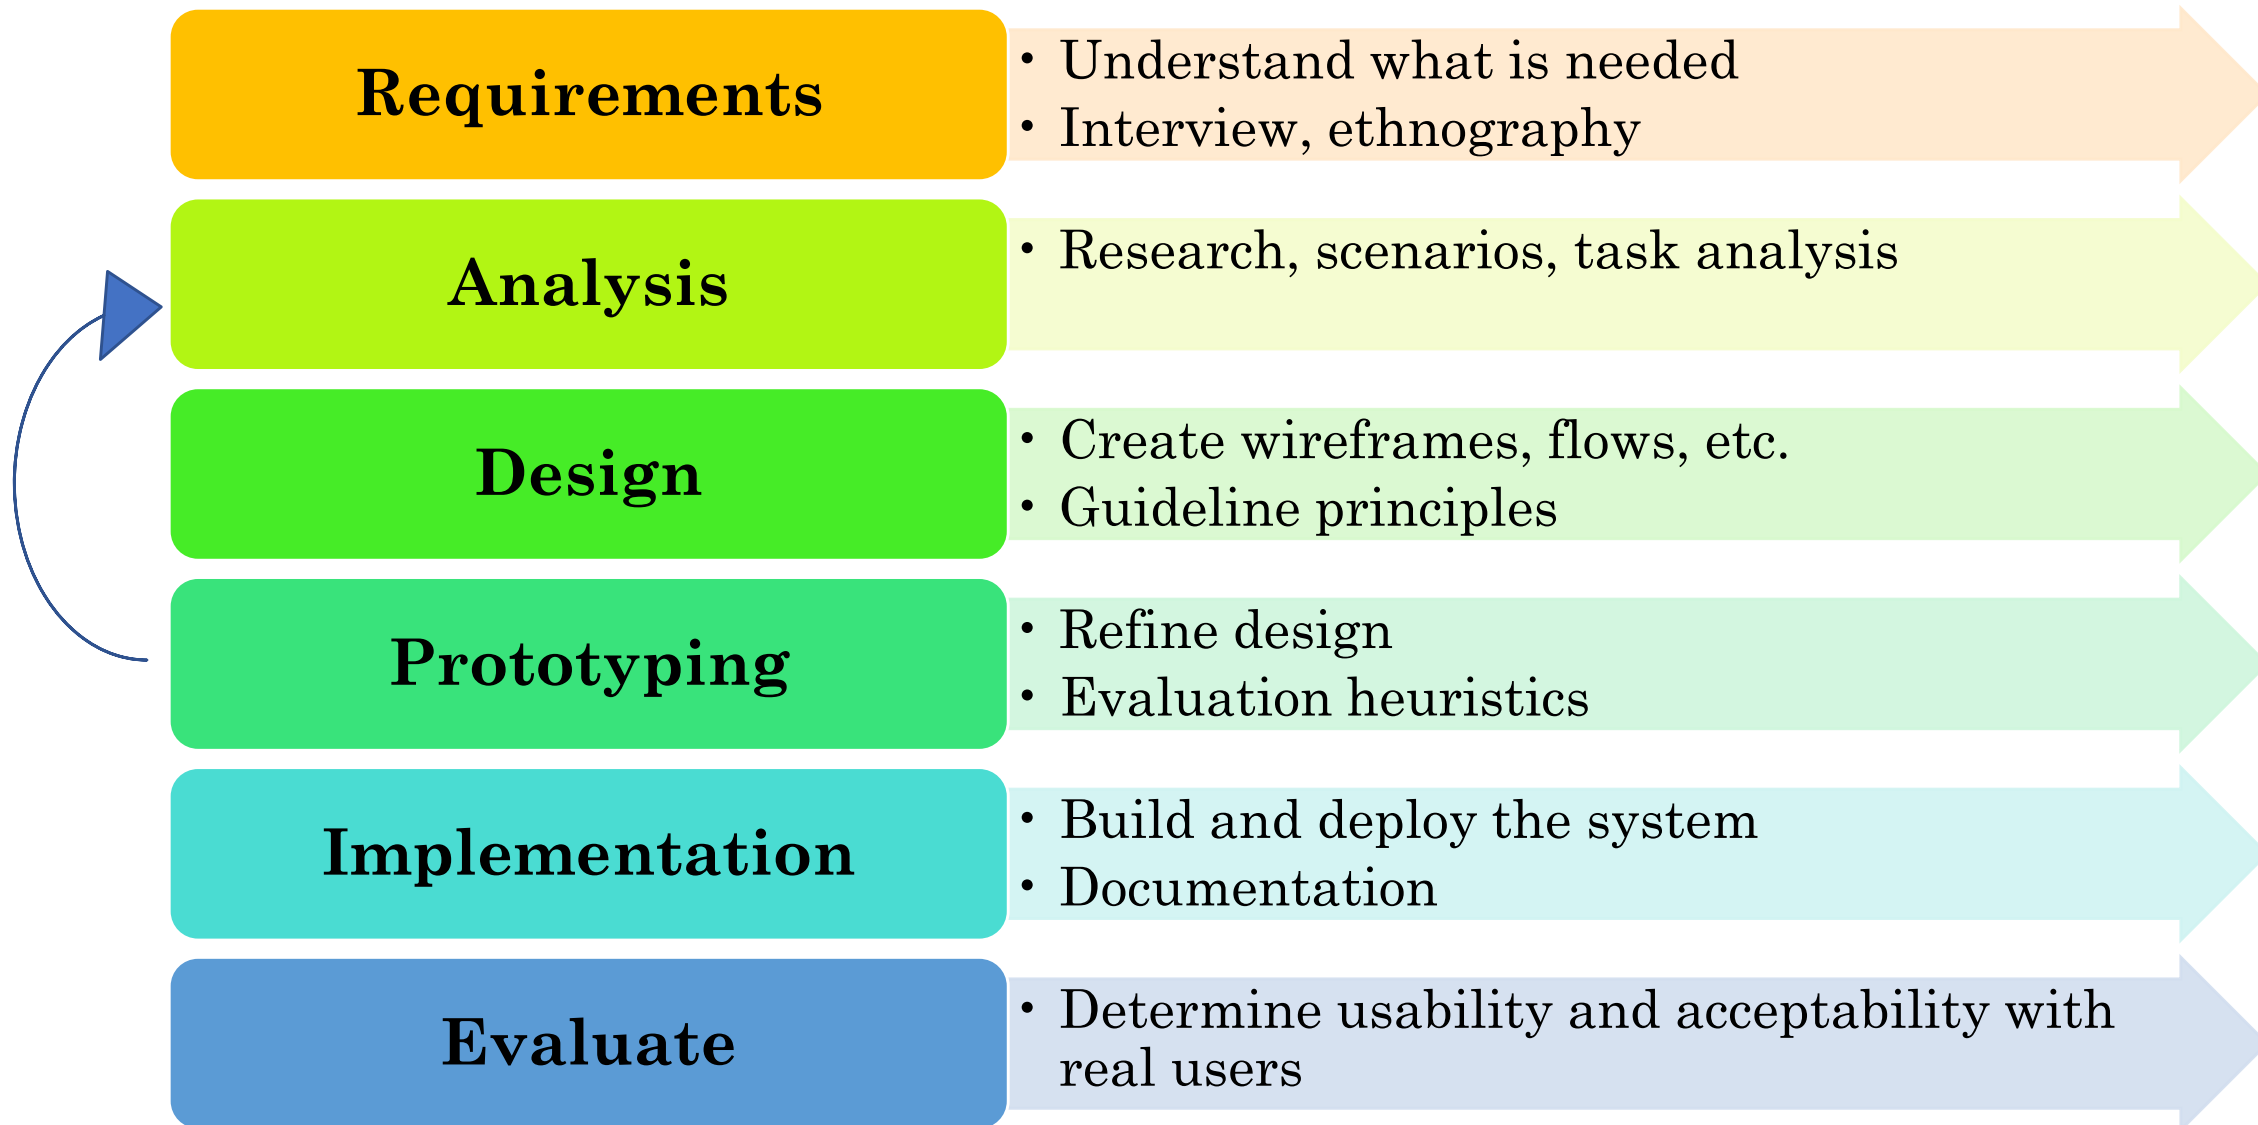 Requirements
• Understand what is needed
• Interview, ethnography
Analysis
• Research, scenarios, task analysis
Design
• Create wireframes, flows, etc.
• Guideline principles
Prototyping
• Refine design
• Evaluation heuristics
Implementation
• Build and deploy the system
• Documentation
Evaluate
• Determine usability and acceptability with
real users